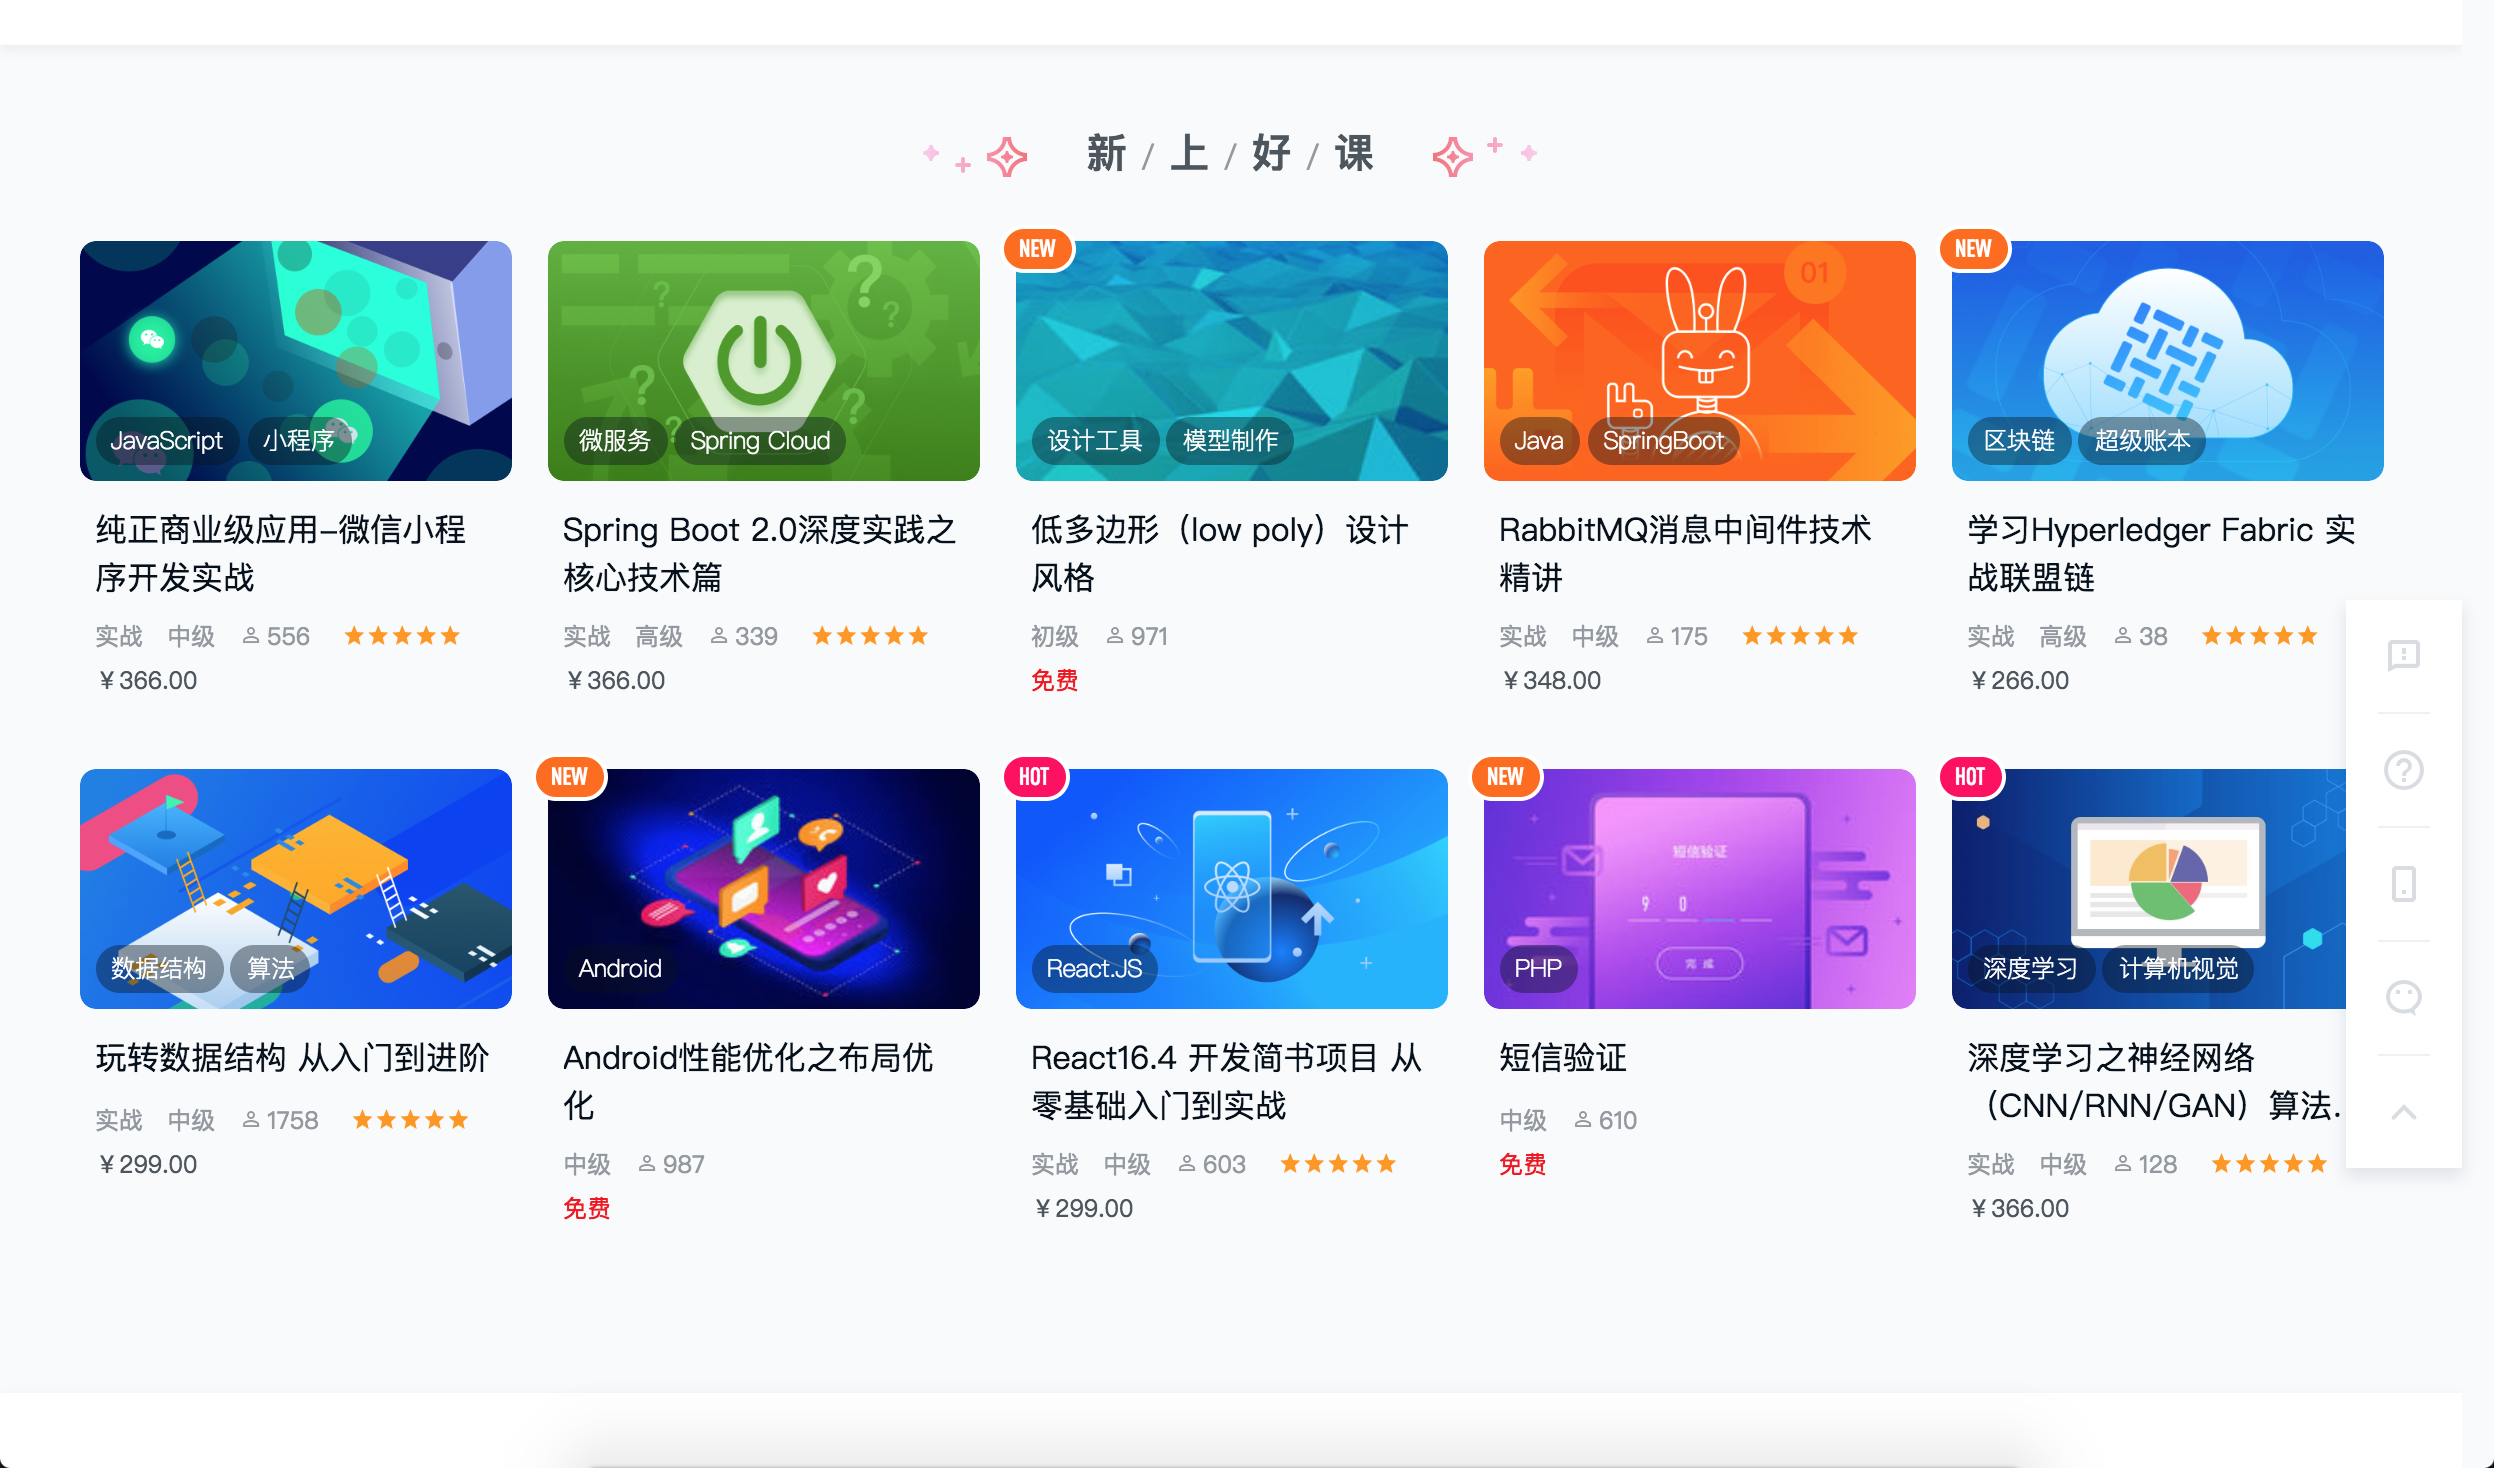 新 / 上 / 好 / 课
JavaScript 小程序
纯正商业级应用-微信小程
序开发实战
实战 中级 556
¥366.00
微服务 Spring Cloud
Spring Boot 2.0深度实践之
核心技术篇
实战 高级 339
¥366.00
NEW
设计工具 模型制作
低多边形（low poly）设计
风格
初级 971
免费
01
Java SpringBoot
RabbitMQ消息中间件技术
精讲
实战 中级 175
¥348.00
NEW
区块链 超级账本
学习Hyperledger Fabric 实
战联盟链
实战 高级 38
¥266.00
数据结构 算法
玩转数据结构 从入门到进阶
实战 中级 1758
¥299.00
NEW
Android
Android性能优化之布局优
化
中级 987
免费
HOT
React.JS
React16.4 开发简书项目 从
零基础入门到实战
实战 中级 603
¥299.00
NEW
短信验证
9 0
完成
PHP
短信验证
中级 610
免费
HOT
深度学习 计算机视觉
深度学习之神经网络
（CNN/RNN/GAN）算法.
实战 中级 128
¥366.00